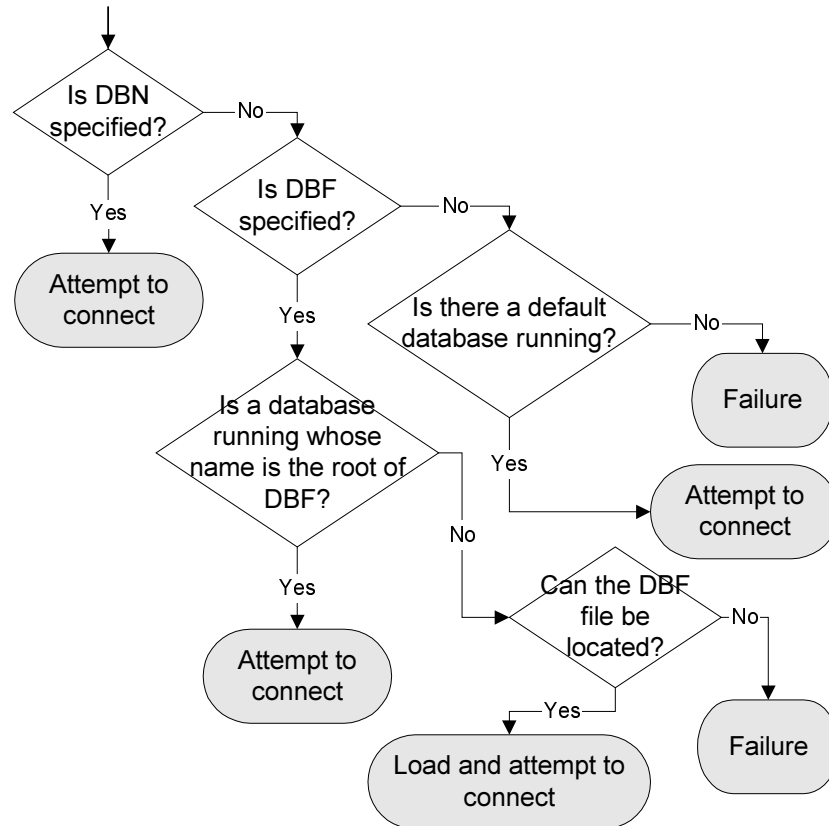 Is DBN
specified?
No
Yes
Attempt to
connect
Is DBF
specified?
No
Yes
Is there a default
database running?
No
Failure
Yes
Attempt to
connect
Is a database
running whose
name is the root of
DBF?
No
Yes
Attempt to
connect
Can the DBF
file be
located?
No
Failure
Yes
Load and attempt to
connect